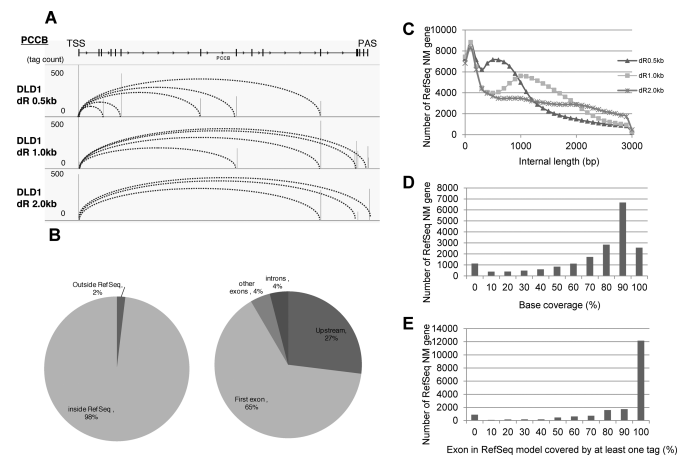 A
PCCB
TSS
PAS
PCCB
(tag count)
500
DLD1
dR 0.5kb
0
500
DLD1
dR 1.0kb
0
500
DLD1
dR 2.0kb
0
B
Outside RefSeq,
2%
inside RefSeq ,
98%
other
exons , 4%
introns ,
4%
Upstream,
27%
First exon ,
65%
C
Number of RefSeq NM gene
10000
8000
6000
4000
2000
0
0
1000
2000
3000
Internal length (bp)
dR0.5kb
dR1.0kb
dR2.0kb
D
Number of RefSeq NM gene
8000
7000
6000
5000
4000
3000
2000
1000
0
0 10 20 30 40 50 60 70 80 90 100
Base coverage (%)
E
Number of RefSeq NM gene
14000
12000
10000
8000
6000
4000
2000
0
0 10 20 30 40 50 60 70 80 90 100
Exon in RefSeq model covered by at least one tag (%)